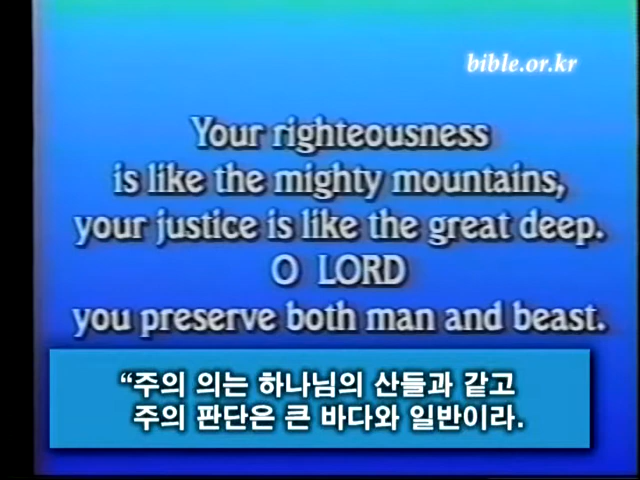 bible.or.kr
Your righteousness
is like the mighty mountains,
your justice is like the great deep.
O LORD
you preserve both man and beast.
“주의 의는 하나님의 산들과 같고
주의 판단은 큰 바다와 일반이라.